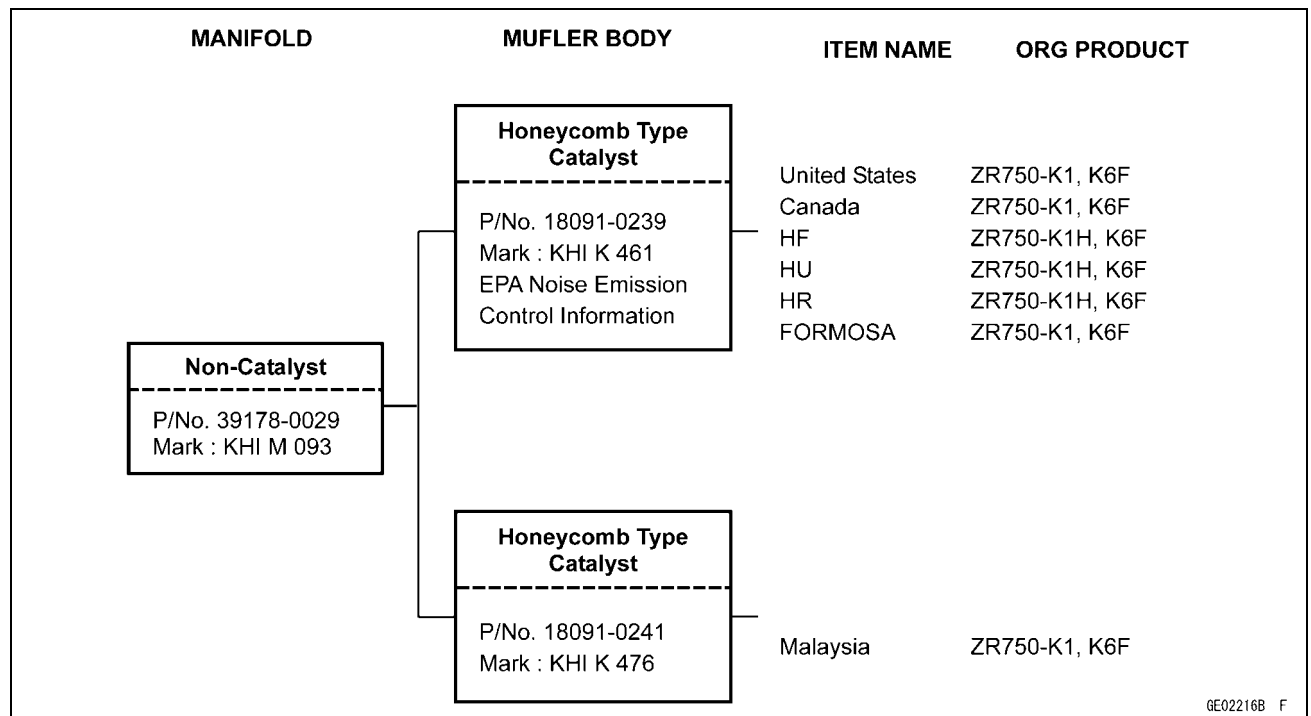 MANIFOLD
MUFLER BODY
ITEM NAME
ORG PRODUCT
Honeycomb Type
Catalyst
P/No. 18091-0239
Mark : KHI K 461
EPA Noise Emission
Control Information
United States ZR750-K1, K6F
Canada ZR750-K1, K6F
HF ZR750-K1H, K6F
HU ZR750-K1H, K6F
HR ZR750-K1H, K6F
FORMOSA ZR750-K1, K6F
Non-Catalyst
P/No. 39178-0029
Mark : KHI M 093
Honeycomb Type
Catalyst
P/No. 18091-0241
Mark : KHI K 476
Malaysia ZR750-K1, K6F
GE02216B F